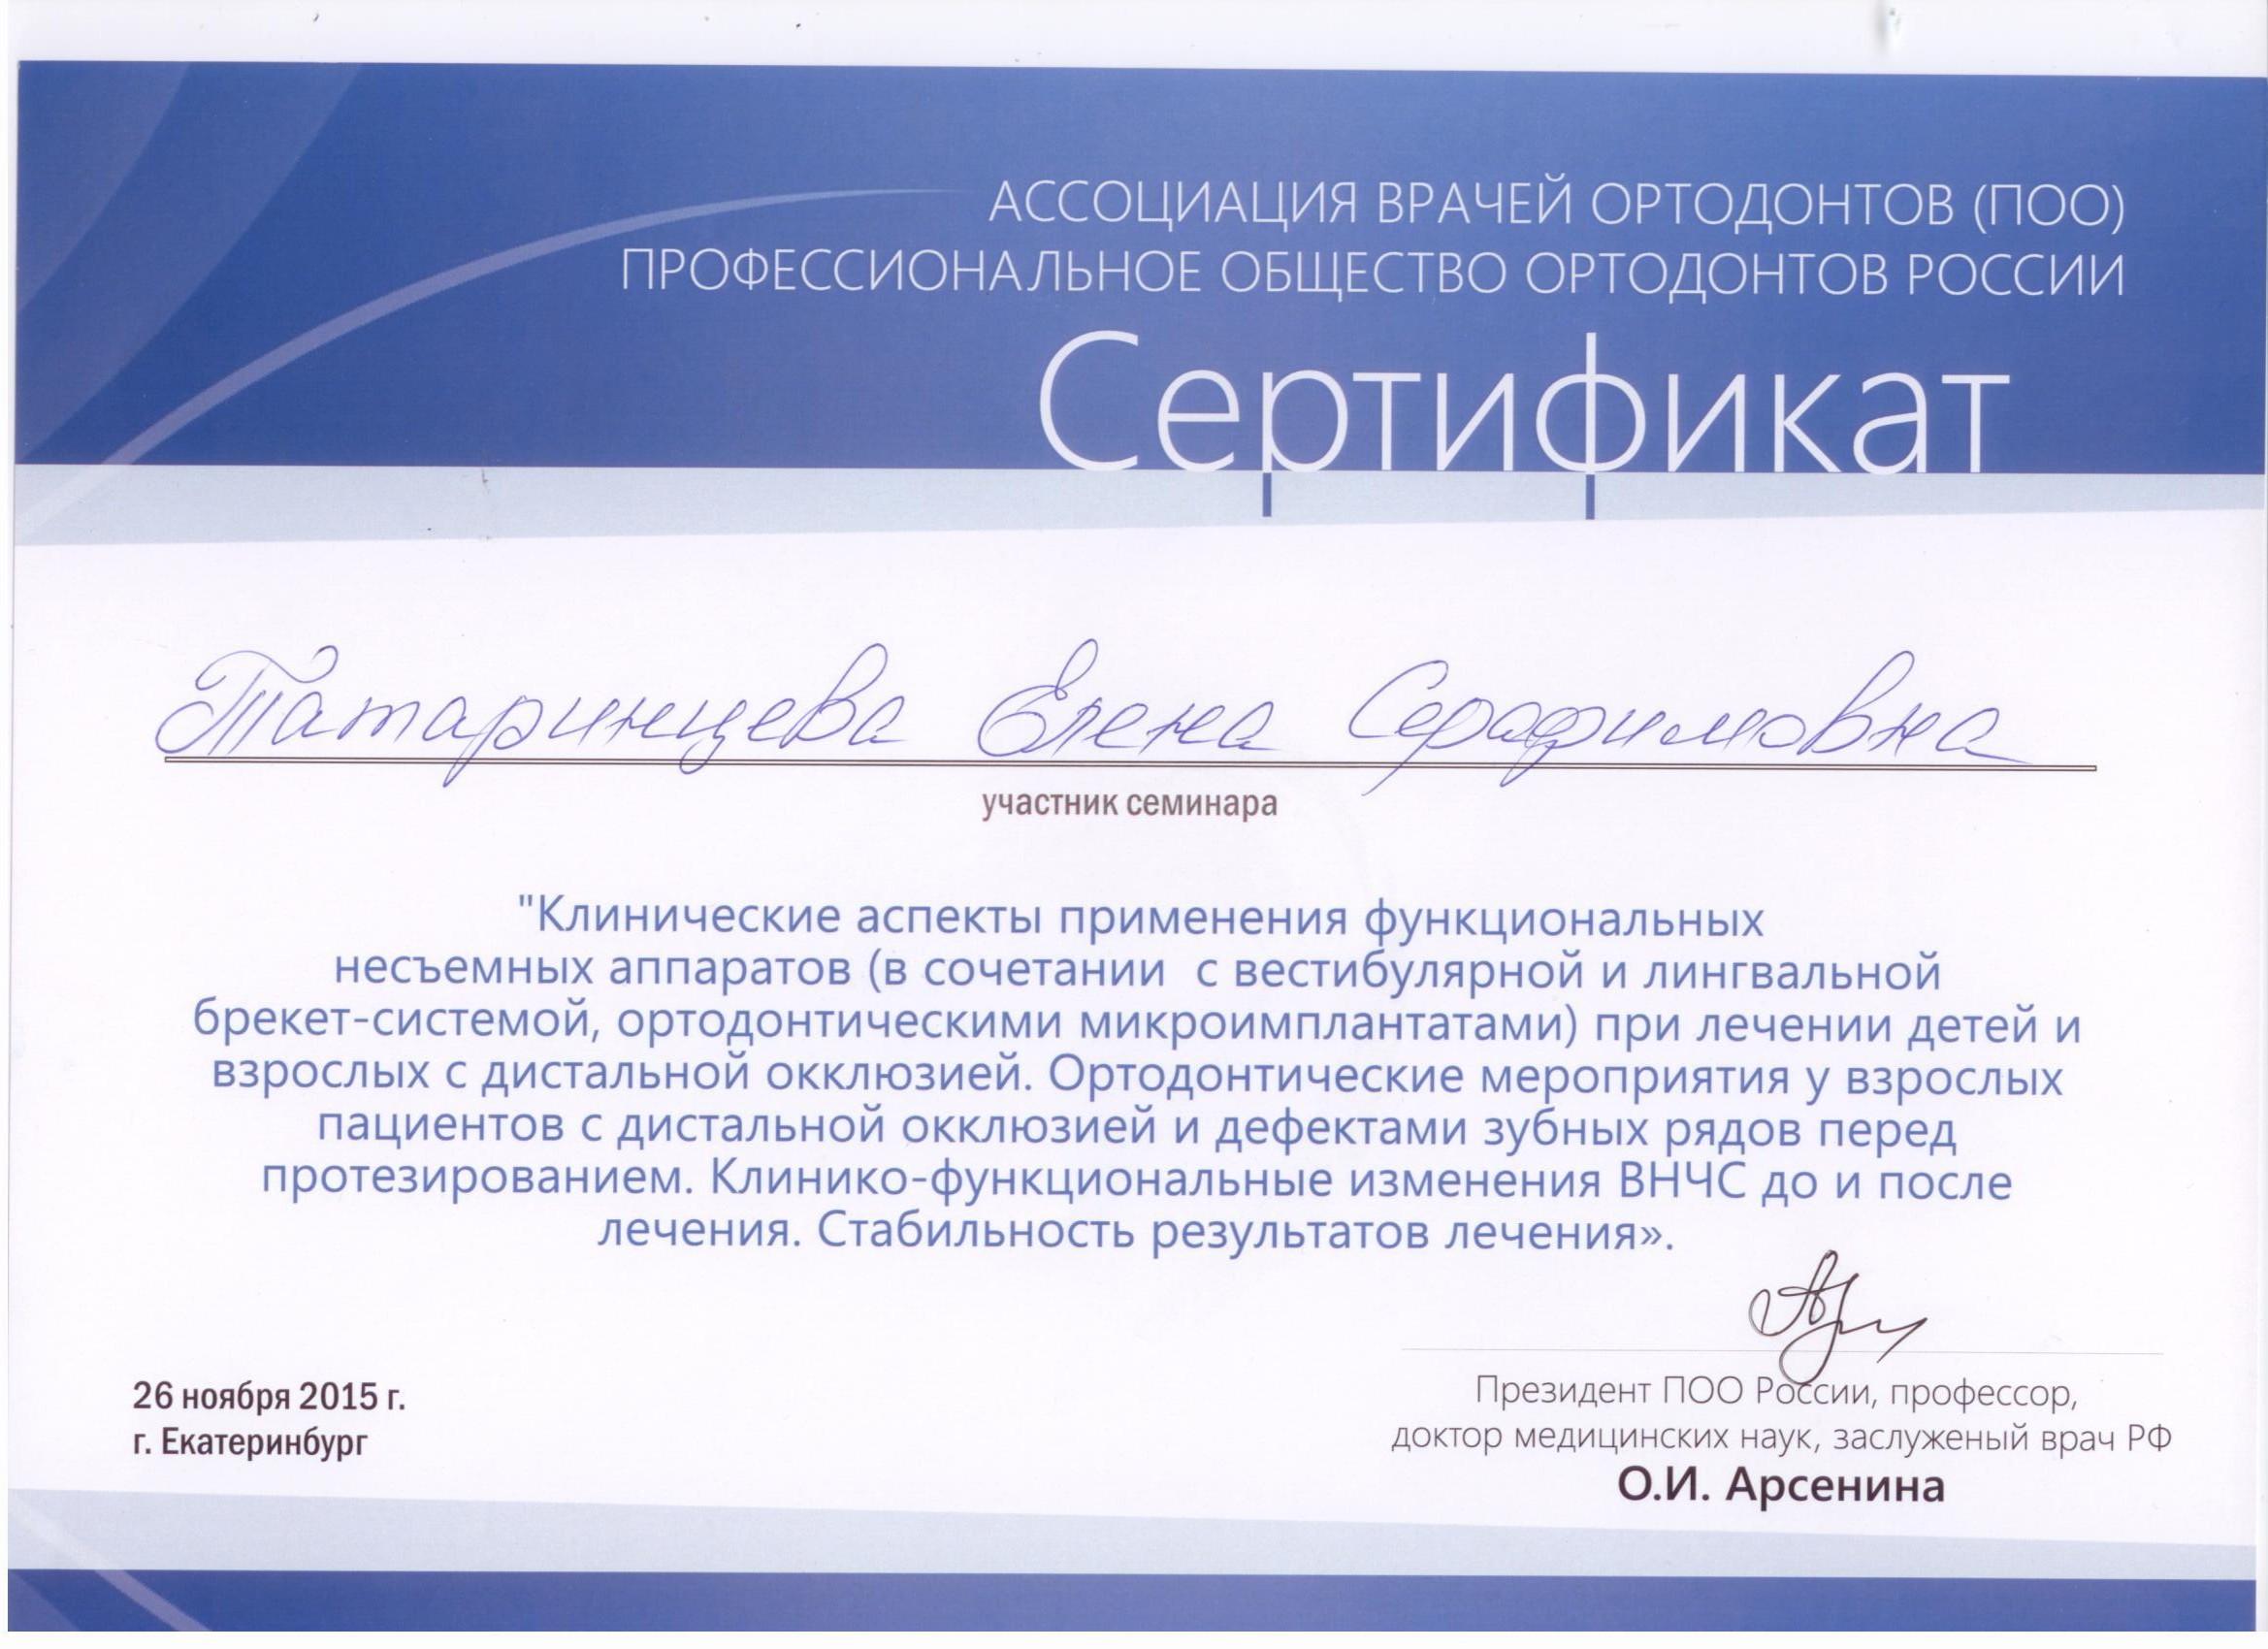 АССОЦИАЦИЯ ВРАЧЕЙ ОРТОДОНТОВ (ПОО)
ПРОФЕССИОНАЛЬНОЕ ОБЩЕСТВО ОРТОДОНТОВ РОССИИ
Сертификат
Татаринцева Елена Серафимовна
участник семинара
"Клинические аспекты применения функциональных
несъемных аппаратов (в сочетании с вестибулярной и лингвальной
брекет-системой, ортодонтическими микроимплантатами) при лечении детей и
взрослых с дистальной окклюзией. Ортодонтические мероприятия у взрослых
пациентов с дистальной окклюзией и дефектами зубных рядов перед
протезированием. Клинико-функциональные изменения ВНЧС до и после
лечения. Стабильность результатов лечения».
26 ноября 2015 г.
г. Екатеринбург
Президент ПОО России, профессор,
доктор медицинских наук, заслуженый врач РФ
О.И. Арсенина